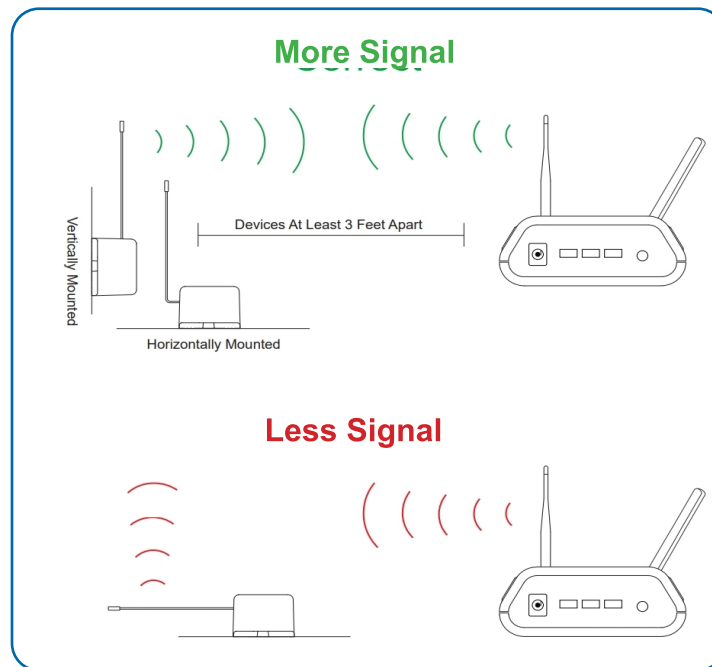 More Signal
Devices At Least 3 Feet Apart
Vertically Mounted
Horizontally Mounted
Less Signal